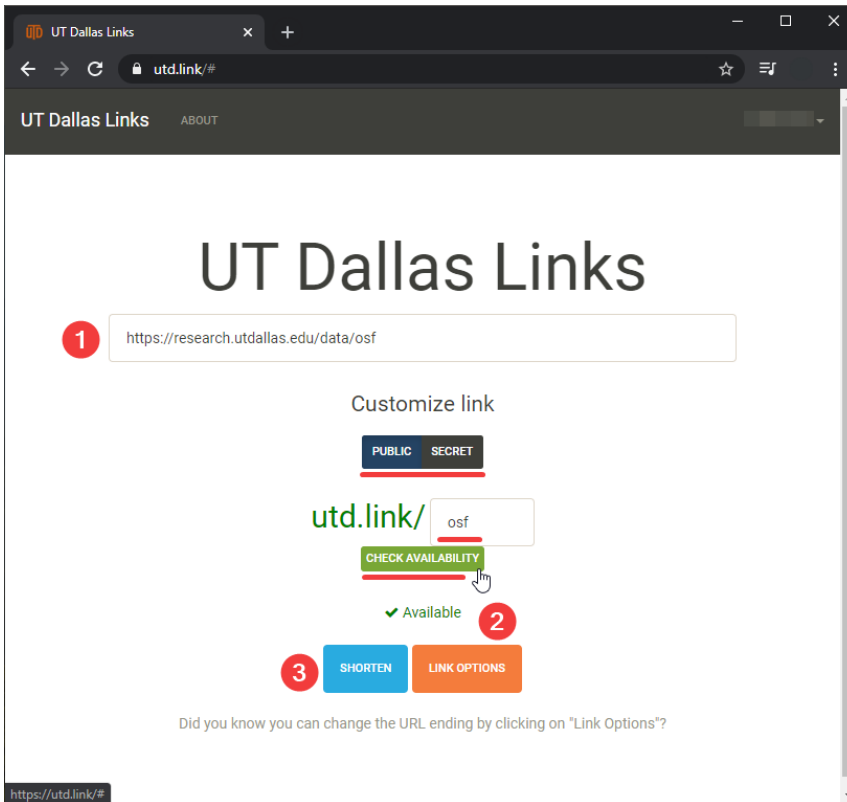 UT Dallas Links
utd.link/#
UT Dallas Links ABOUT
UT Dallas Links
1
https://research.utdallas.edu/data/osf
Customize link
PUBLIC SECRET
utd.link/ osf
CHECK AVAILABILITY
Available
2
3 SHORTEN LINK OPTIONS
Did you know you can change the URL ending by clicking on "Link Options"?
https://utd.link/#